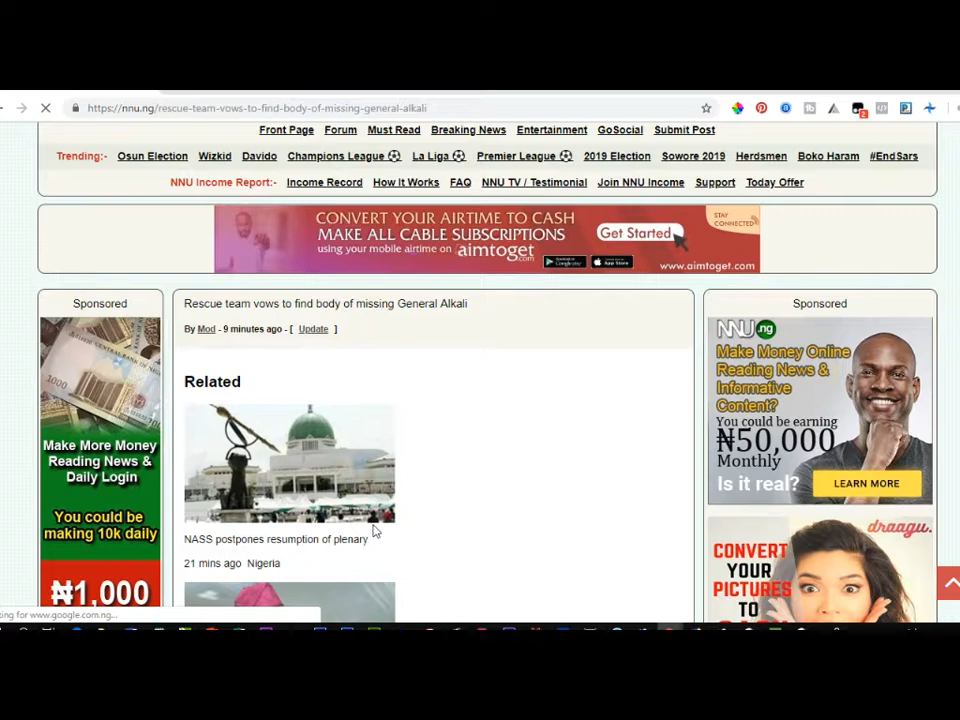 https://nnu.ng/rescue-team-vows-to-find-body-of-missing-general-alkali
Front Page Forum Must Read Breaking News Entertainment GoSocial Submit Post
Trending:- Osun Election Wizkid Davido Champions League La Liga Premier League 2019 Election Sowore 2019 Herdsmen Boko Haram #EndSars
NNU Income Report:- Income Record How It Works FAQ NNU TV / Testimonial Join NNU Income Support Today Offer
CONVERT YOUR AIRTIME TO CASH
MAKE ALL CABLE SUBSCRIPTIONS
using your mobile airtime on aimtoget.com
Get Started
STAY CONNECTED
www.aimtoget.com
Sponsored
Make More Money
Reading News &
Daily Login
You could be
making 10k daily
₦1,000
Rescue team vows to find body of missing General Alkali
By Mod - 9 minutes ago - [ Update ]
Related
NASS postpones resumption of plenary
21 mins ago Nigeria
Sponsored
NNU.ng
Make Money Online
Reading News &
Informative
Content?
You could be earning
₦50,000
Monthly
Is it real?
LEARN MORE
draagu.
CONVERT
YOUR
PICTURES
TO
ing for www.google.com.ng...